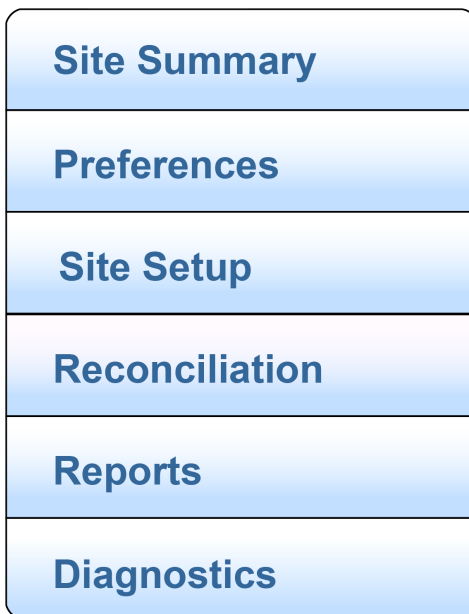 Site Summary
Preferences
Site Setup
Reconciliation
Reports
Diagnostics